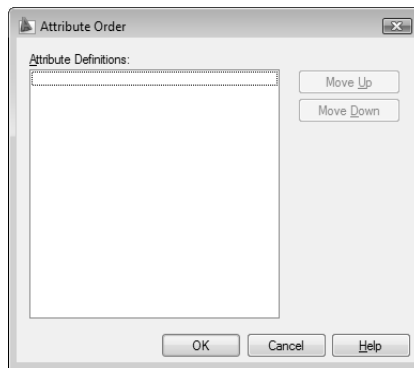 Attribute Order
Attribute Definitions:
Move Up
Move Down
OK
Cancel
Help